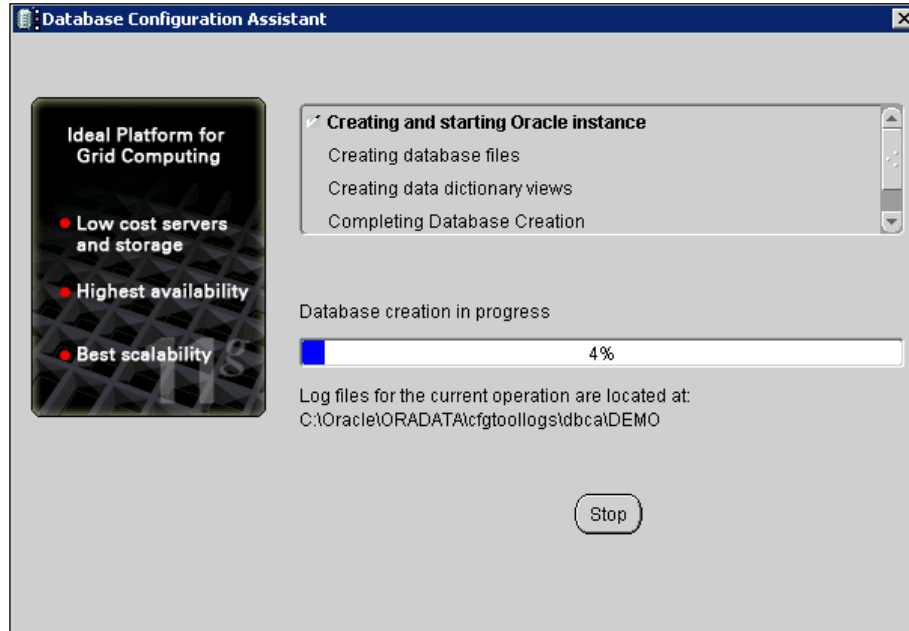 Database Configuration Assistant
Ideal Platform for
Grid Computing
Low cost servers
and storage
Highest availability
Best scalability
11g
Creating and starting Oracle instance
Creating database files
Creating data dictionary views
Completing Database Creation
Database creation in progress
4%
Log files for the current operation are located at:
C:\Oracle\ORADATA\cfgtoollogs\dbca\DEMO
Stop